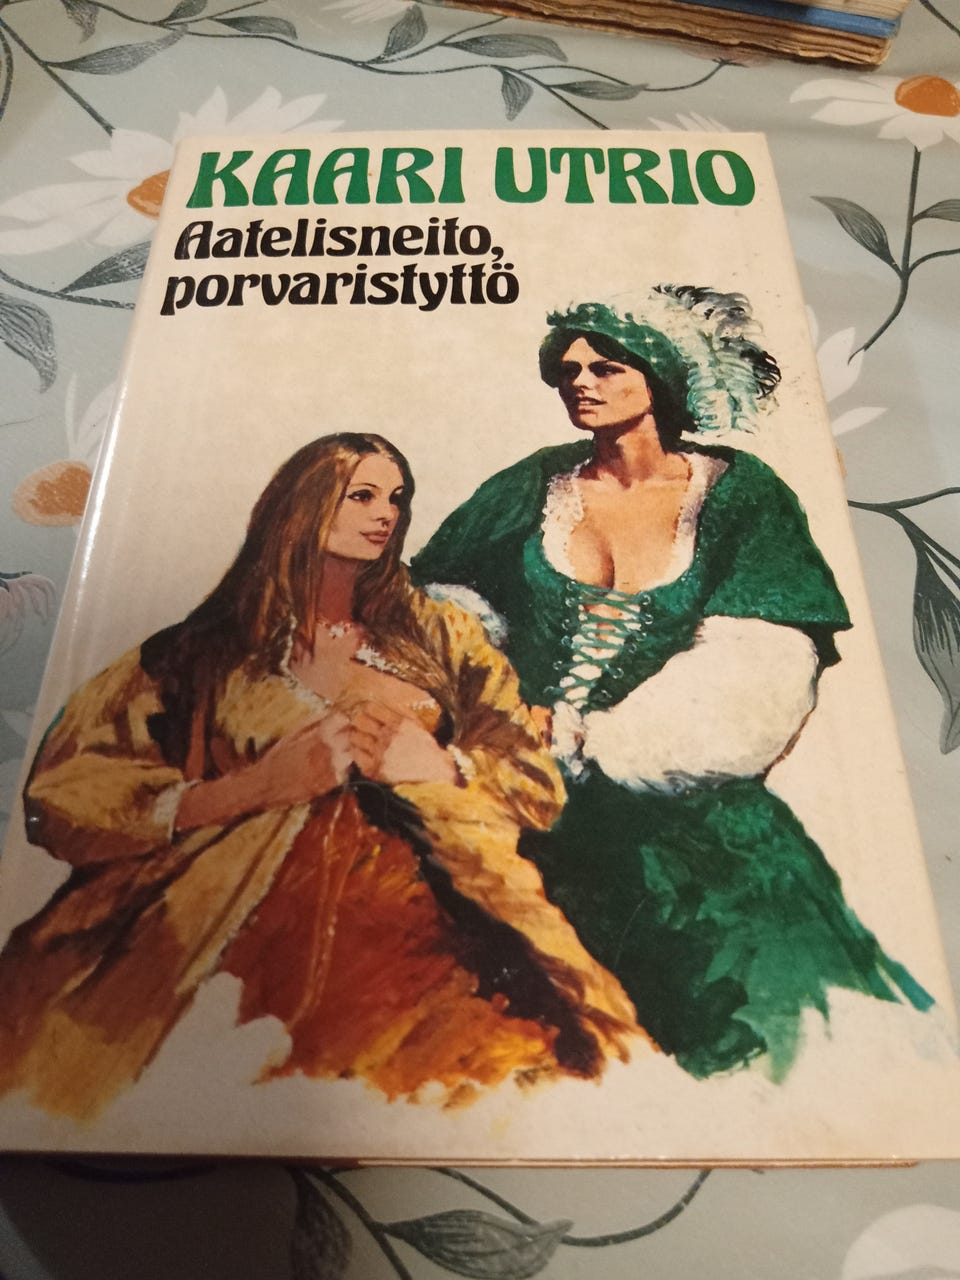 KAARI UTRIO
Aatelisneito,
porvaristyttö